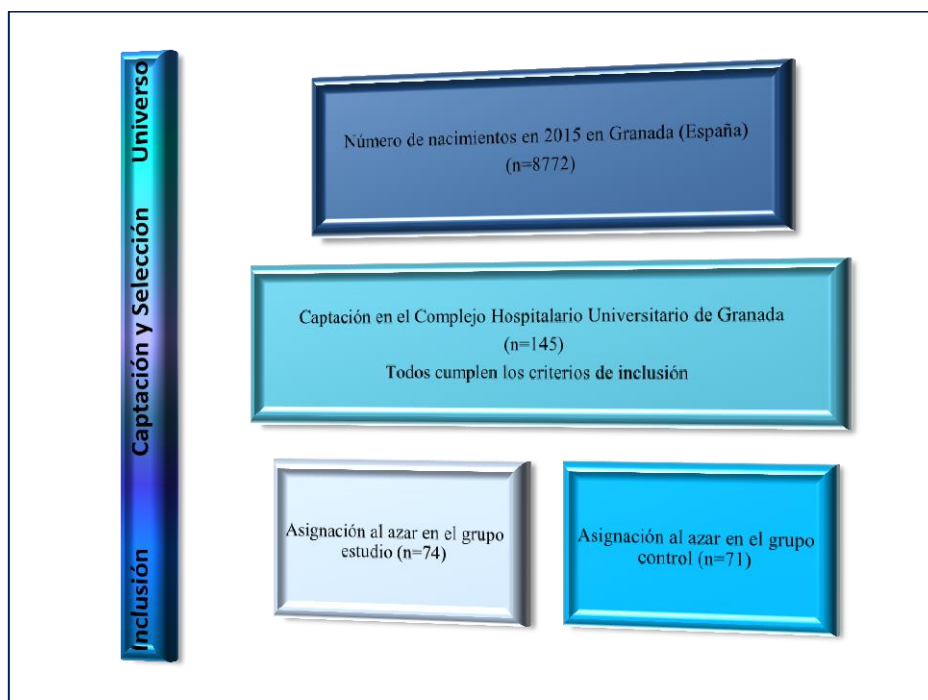 Universo
Número de nacimientos en 2015 en Granada (España)
(n=8772)
Captación y Selección
Captación en el Complejo Hospitalario Universitario de Granada
(n=145)
Todos cumplen los criterios de inclusión
Inclusión
Asignación al azar en el grupo
estudio (n=74)
Asignación al azar en el grupo
control (n=71)